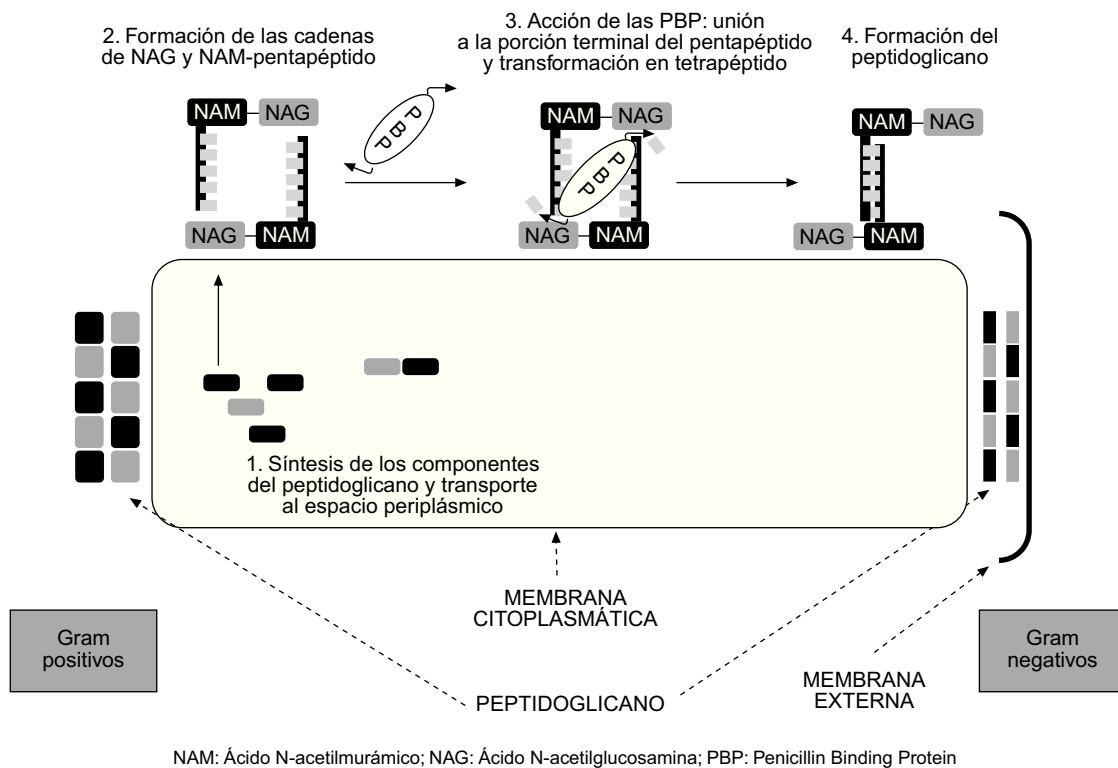 2. Formación de las cadenas
de NAG y NAM-pentapéptido
3. Acción de las PBP: unión
a la porción terminal del pentapéptido
y transformación en tetrapéptido
4. Formación del
peptidoglicano
NAM
NAG
PBP
NAG
NAM
NAM
NAG
PBP
NAG
NAM
NAM
NAG
NAG
NAM
1. Síntesis de los componentes
del peptidoglicano y transporte
al espacio periplásmico
MEMBRANA
CITOPLASMÁTICA
Gram
positivos
Gram
negativos
PEPTIDOGLICANO
MEMBRANA
EXTERNA
NAM: Ácido N-acetilmurámico; NAG: Ácido N-acetilglucosamina; PBP: Penicillin Binding Protein